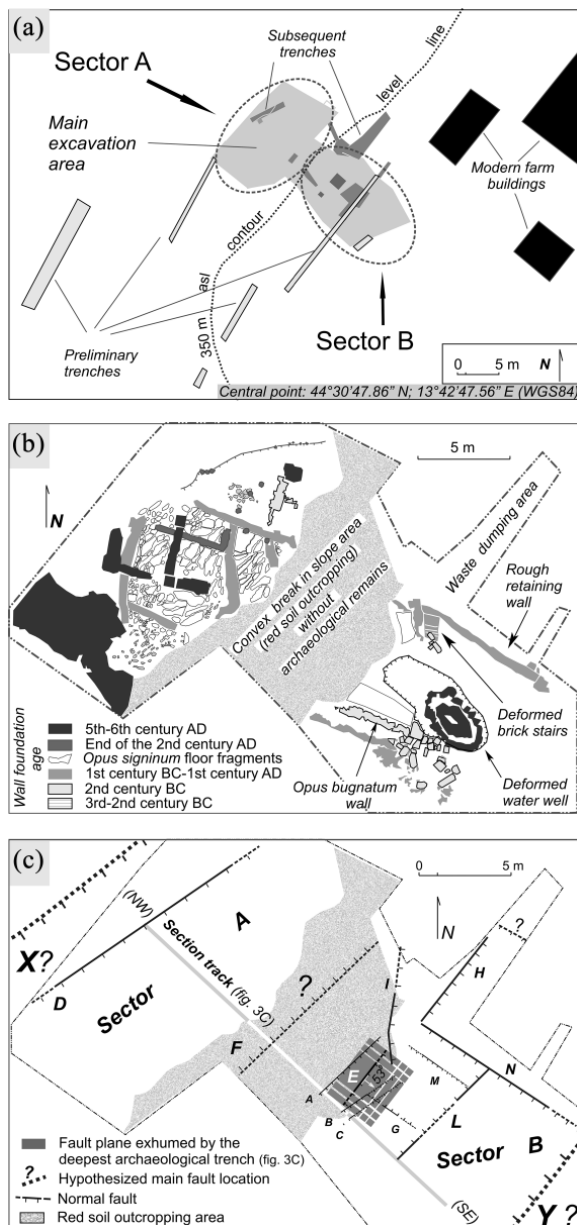 (a)
Sector A
Subsequent
trenches
line
level
Main
excavation
area
Modern farm
buildings
contour
asl
350 m
Preliminary
trenches
Sector B
0 5 m N
Central point: 44°30’47.86” N; 13°42’47.56” E (WGS84)
(b)
5 m
N
Waste dumping area
Convex break in slope area
(red soil outcropping)
without
archaeological remains
Rough
retaining
wall
Deformed
brick stairs
Opus bugnatum
wall
Deformed
water well
Wall foundation
age
5th-6th century AD
End of the 2nd century AD
Opus signinum floor fragments
1st century BC-1st century AD
2nd century BC
3rd-2nd century BC
(c)
0 5 m
N
(NW)
A
X?
Section track (fig. 3C)
?
?
D
Sector
H
I
F
E
53
N
A
M
B
C
G
L
Sector B
(SE)
Y ?
Fault plane exhumed by the
deepest archaeological trench (fig. 3C)
? Hypothesized main fault location
Normal fault
Red soil outcropping area